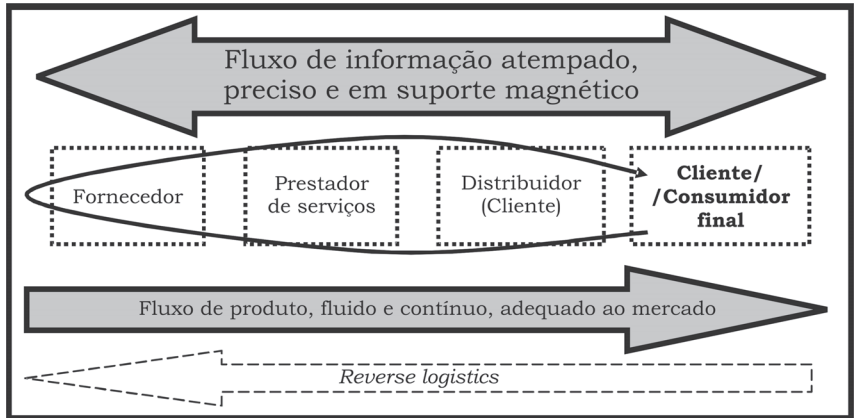 Fluxo de informação atempado,
preciso e em suporte magnético
Fornecedor
Prestador
de serviços
Distribuidor
(Cliente)
Cliente/
/Consumidor
final
Fluxo de produto, fluido e contínuo, adequado ao mercado
Reverse logistics